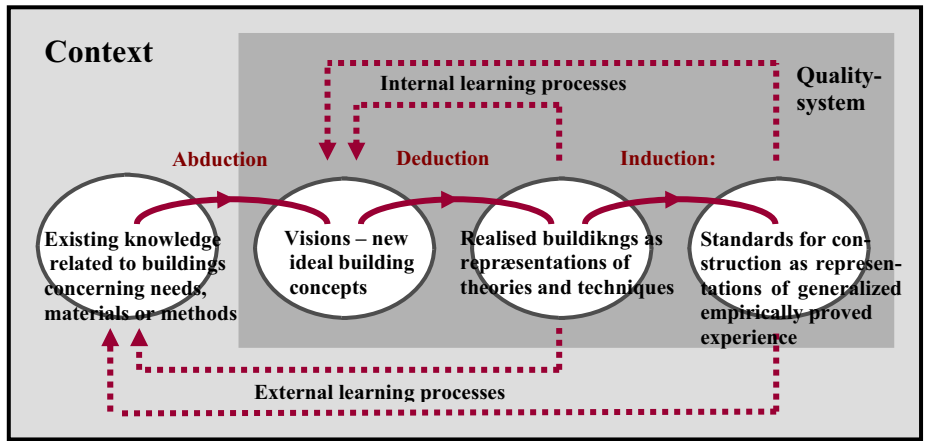 Context
Quality-
system
Internal learning processes
Abduction
Deduction
Induction:
Existing knowledge
related to buildings
concerning needs,
materials or methods
Visions – new
ideal building
concepts
Realised buildikngs as
repræsentations of
theories and techniques
Standards for con-
struction as represen-
tations of generalized
empirically proved
experience
External learning processes